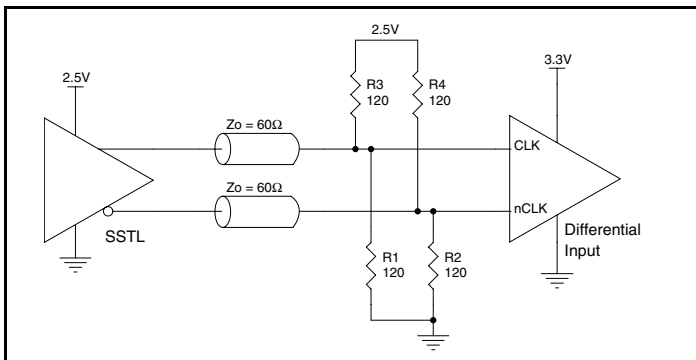 2.5V
2.5V
3.3V
R3
120
R4
120
Zo = 60Ω
CLK
Zo = 60Ω
nCLK
SSTL
Differential
Input
R1
120
R2
120